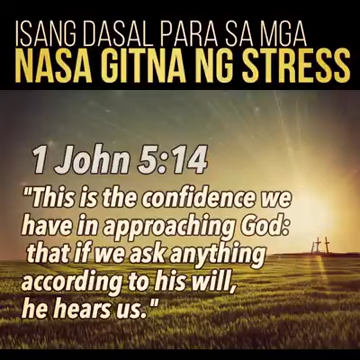 ISANG DASAL PARA SA MGA
NASA GITNA NG STRESS
1 John 5:14
"This is the confidence we
have in approaching God:
that if we ask anything
according to his will,
he hears us."